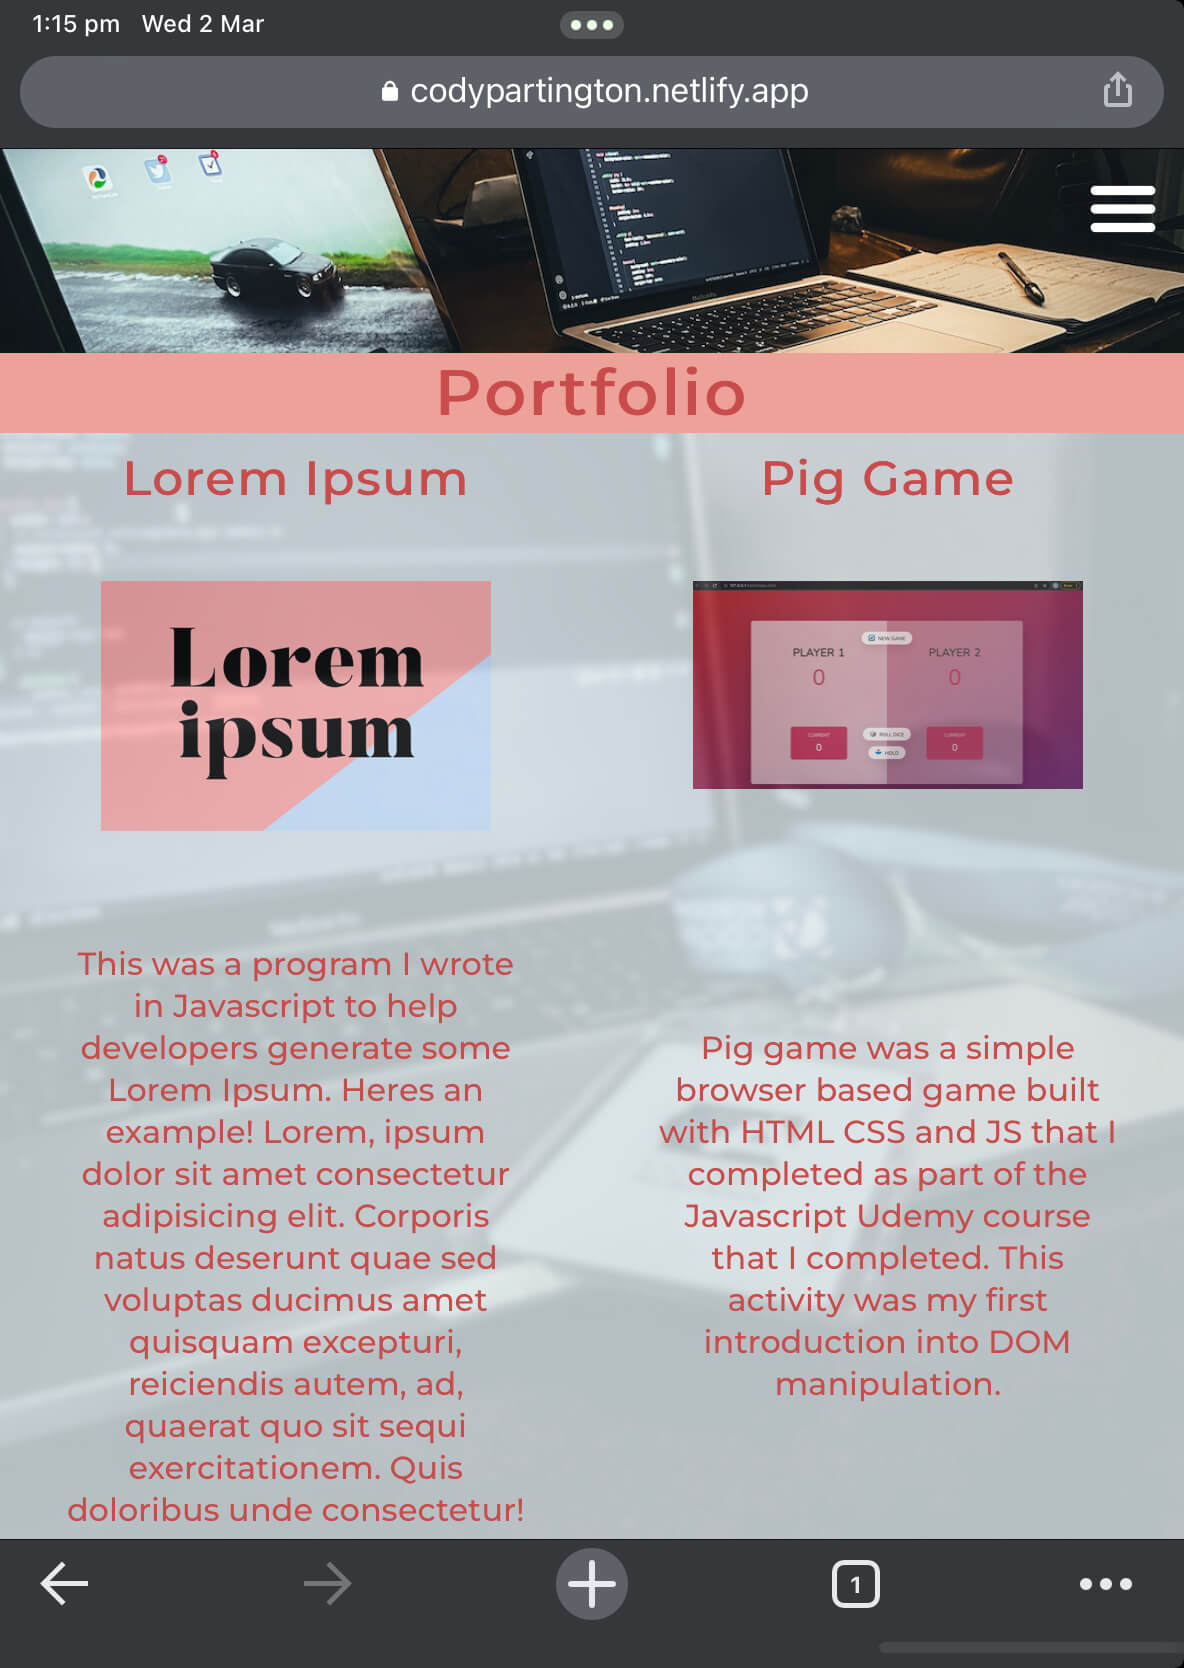 1:15 pm Wed 2 Mar
codypartington.netlify.app
Portfolio
Lorem Ipsum
Lorem
ipsum
This was a program I wrote
in Javascript to help
developers generate some
Lorem Ipsum. Heres an
example! Lorem, ipsum
dolor sit amet consectetur
adipisicing elit. Corporis
natus deserunt quae sed
voluptas ducimus amet
quisquam excepturi,
reiciendis autem, ad,
quaerat quo sit sequi
exercitationem. Quis
doloribus unde consectetur!
Pig Game
NEW GAME
PLAYER 1 PLAYER 2
0 0
ROLL DICE
CURRENT CURRENT
0 0
HOLD
Pig game was a simple
browser based game built
with HTML CSS and JS that I
completed as part of the
Javascript Udemy course
that I completed. This
activity was my first
introduction into DOM
manipulation.
1